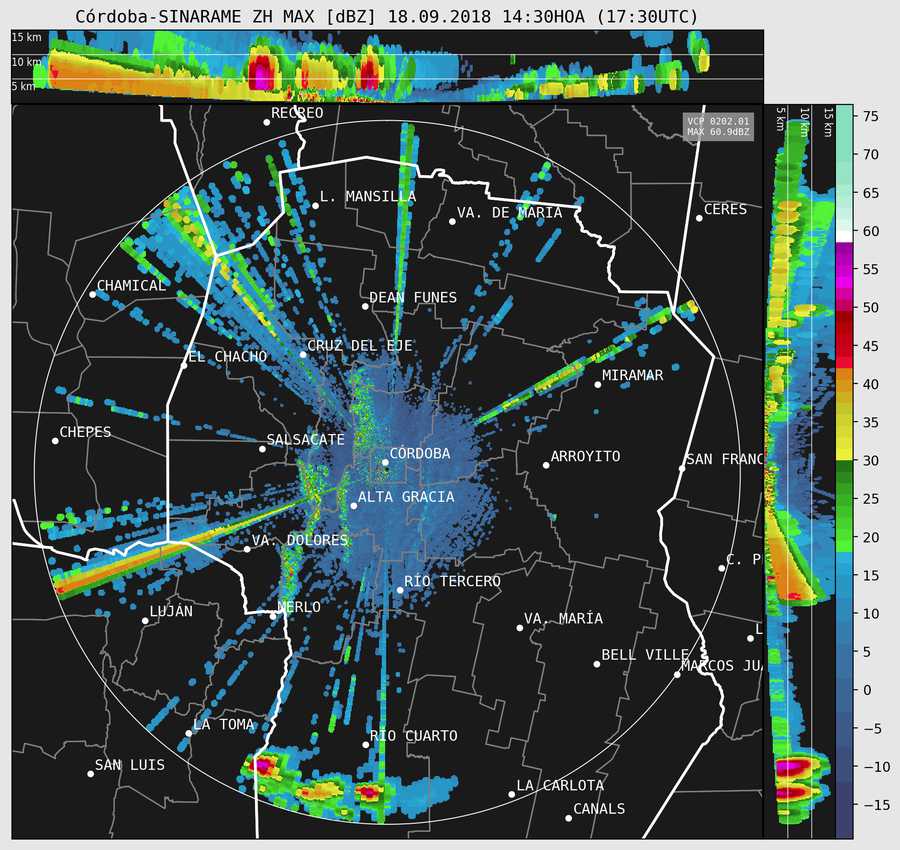 Córdoba-SINARAME ZH MAX [dBZ] 18.09.2018 14:30HOA (17:30UTC)
15 km
10 km
5 km
5 km
10 km
15 km
VCP 0202.01
MAX 60.9dBZ
RECREO
L. MANSILLA
VA. DE MARIA
CERES
CHAMICAL
DEAN FUNES
CRUZ DEL EJE
EL CHACHO
MIRAMAR
CHEPES
SALSACATE
CÓRDOBA
ARROYITO
SAN FRANC
ALTA GRACIA
VA. DOLORES
C. P
RÍO TERCERO
LUJÁN
MERLO
VA. MARÍA
L
BELL VILLE
MARCOS JUÁ
LA TOMA
RÍO CUARTO
SAN LUIS
LA CARLOTA
CANALS
75
70
65
60
55
50
45
40
35
30
25
20
15
10
5
0
−5
−10
−15